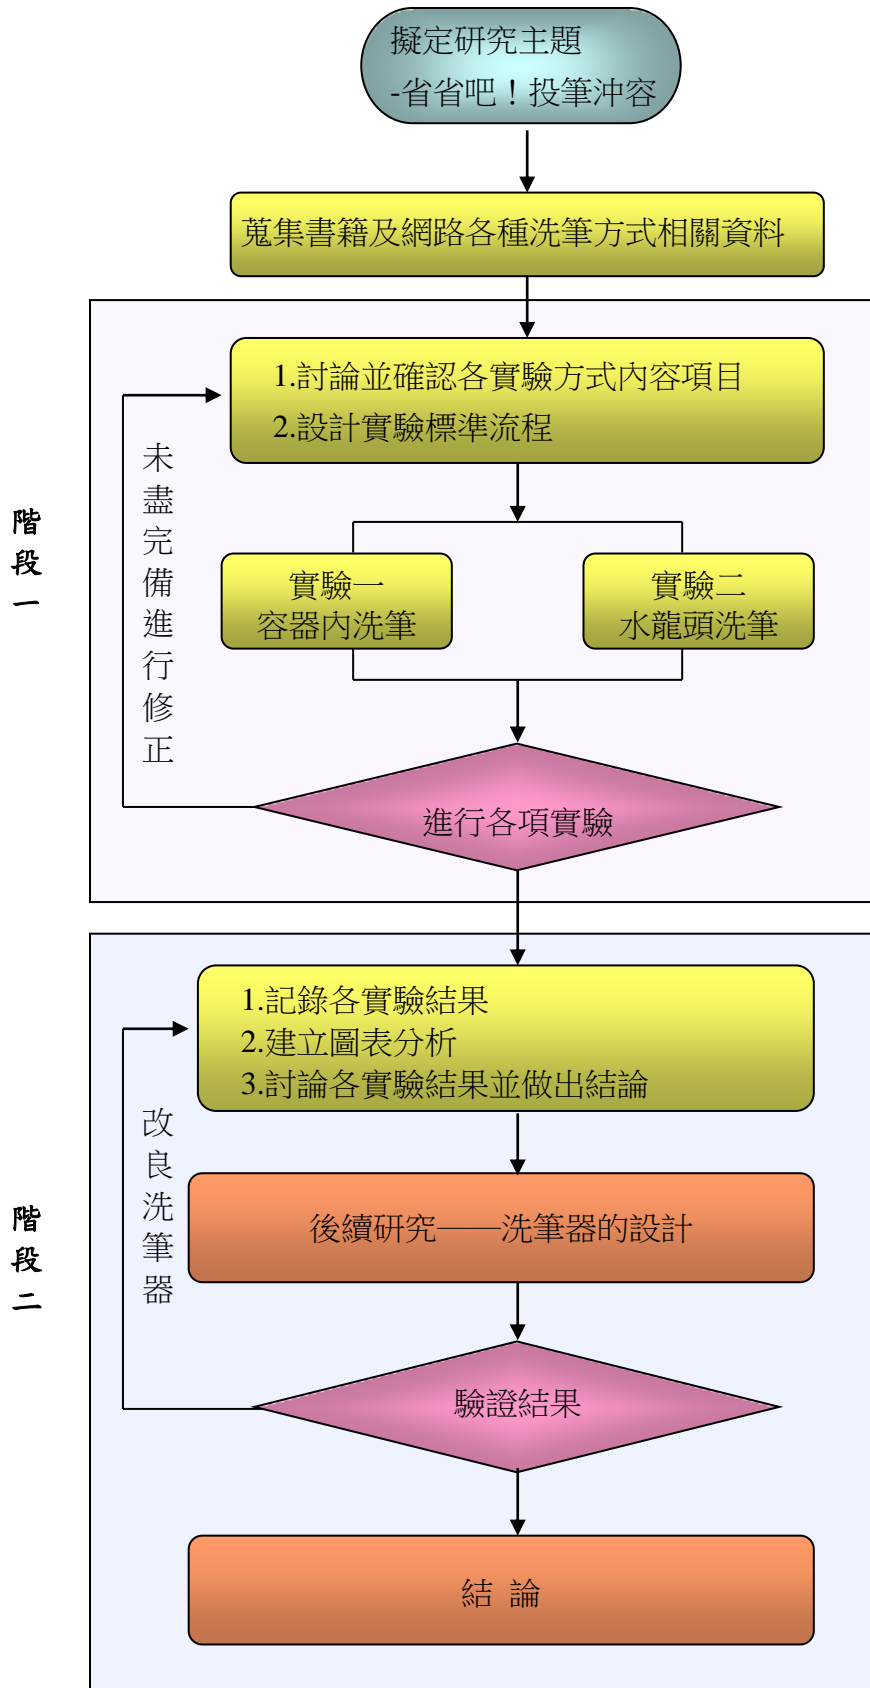 擬定研究主題
-省省吧！投筆沖容
蒐集書籍及網路各種洗筆方式相關資料
階段一
1.討論並確認各實驗方式內容項目
2.設計實驗標準流程
未盡完備進行修正
實驗一
容器內洗筆
實驗二
水龍頭洗筆
進行各項實驗
階段二
1.記錄各實驗結果
2.建立圖表分析
3.討論各實驗結果並做出結論
改良洗筆器
後續研究——洗筆器的設計
驗證結果
結 論